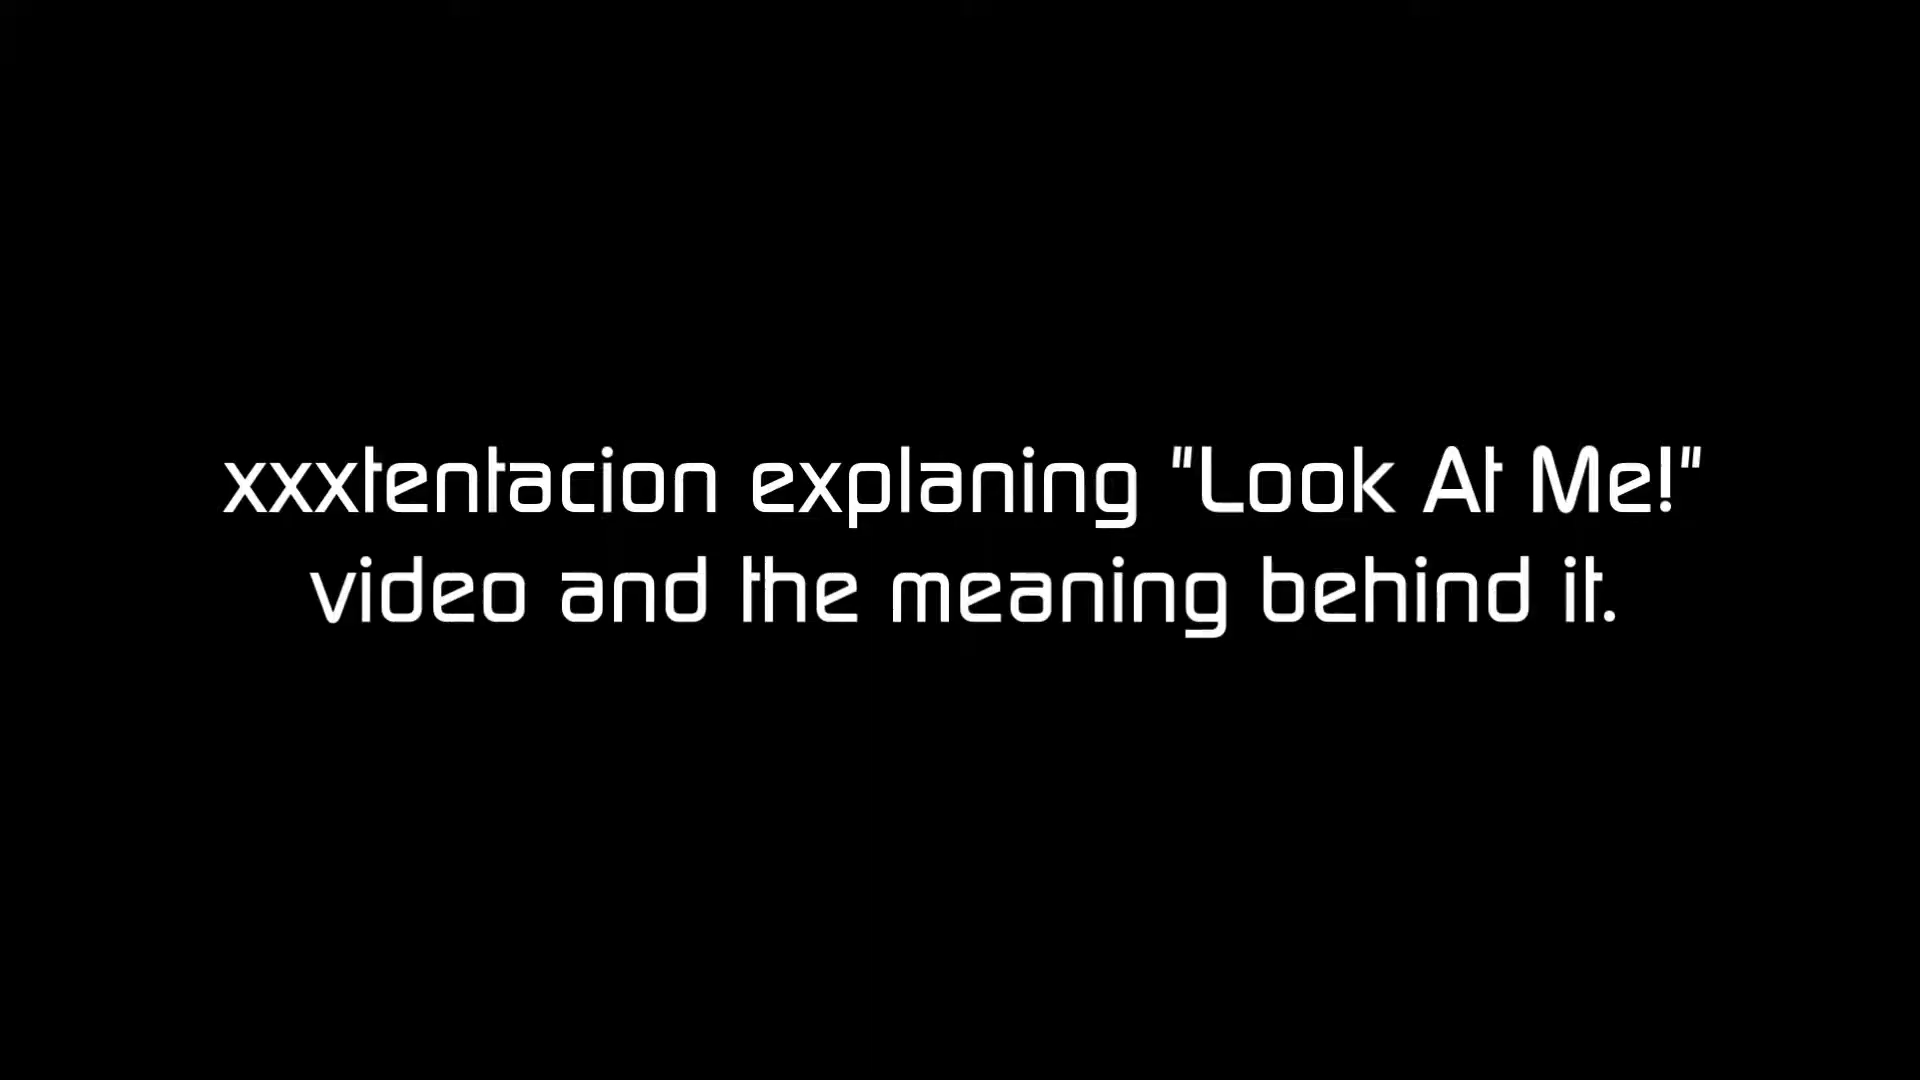 xxxtentacion explaning "Look At Me!"
video and the meaning behind it.